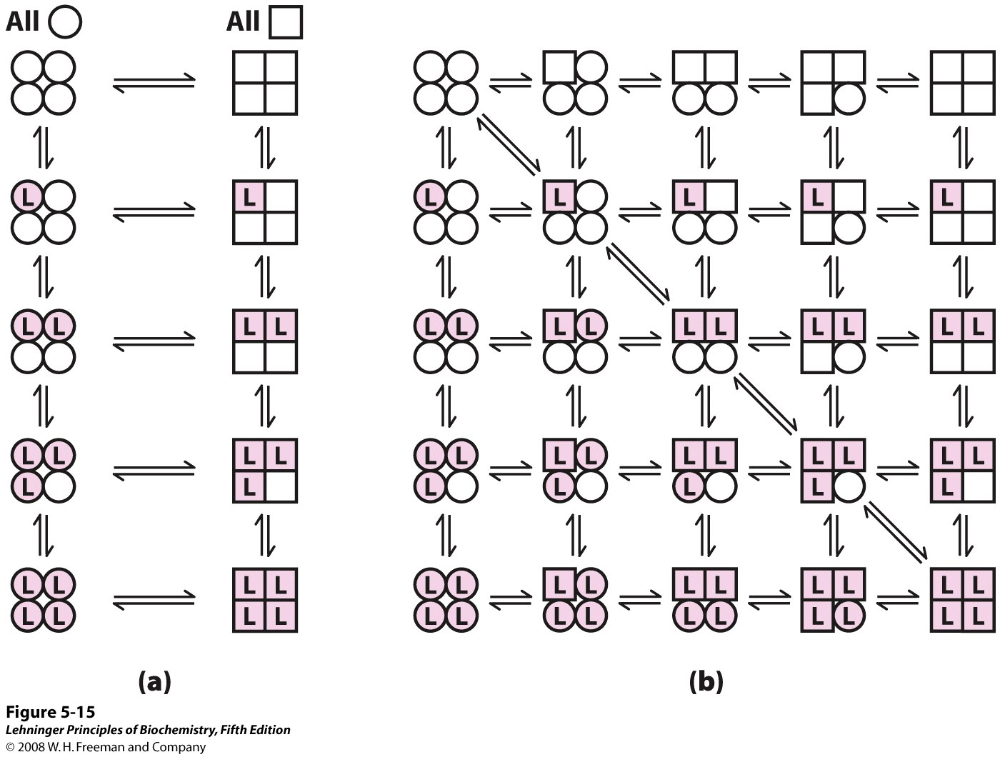 All
All
L
L
L
L
L
L L
L L
L L
L L
L L
L L
L L
L L
L
L L
L
L L
L
L L
L
L L
L
L L
L
L L
L
L L
L L
L L
L L
L L
L L
L L
L L
L L
L L
L L
L L
L L
L L
(a)
(b)
Figure 5-15
Lehninger Principles of Biochemistry, Fifth Edition
© 2008 W. H. Freeman and Company